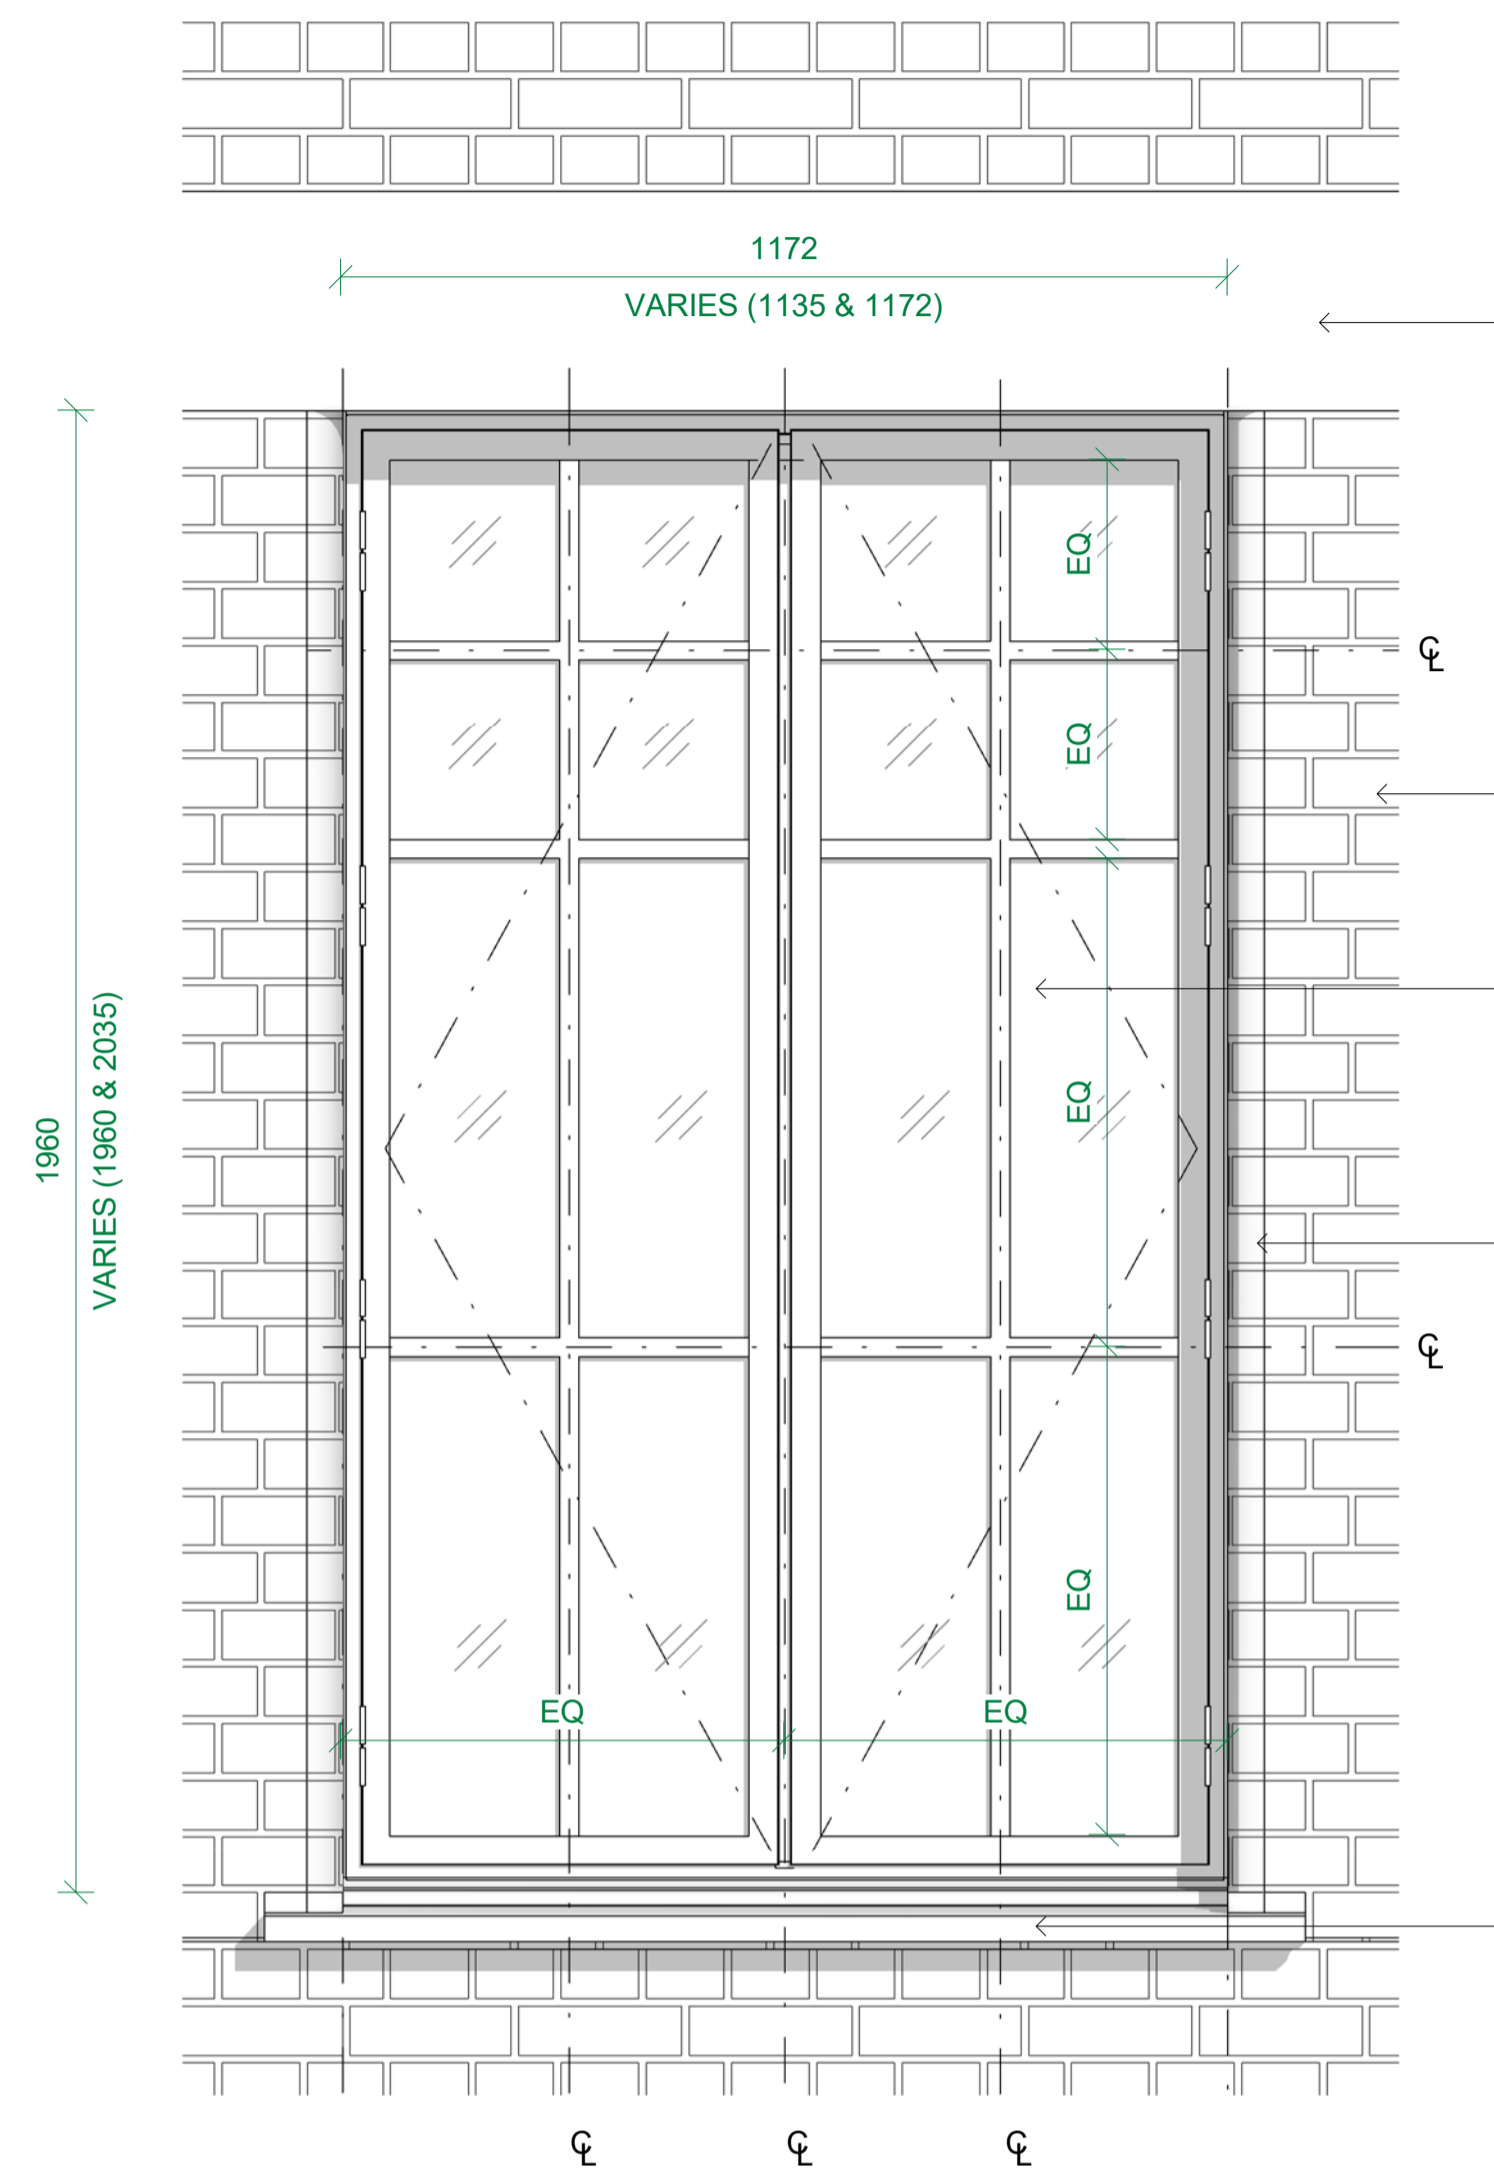 1172
VARIES (1135 & 1172)
EQ
℄
EQ
1960
VARIES (1960 & 2035)
EQ
℄
EQ
EQ
EQ
℄
℄
℄